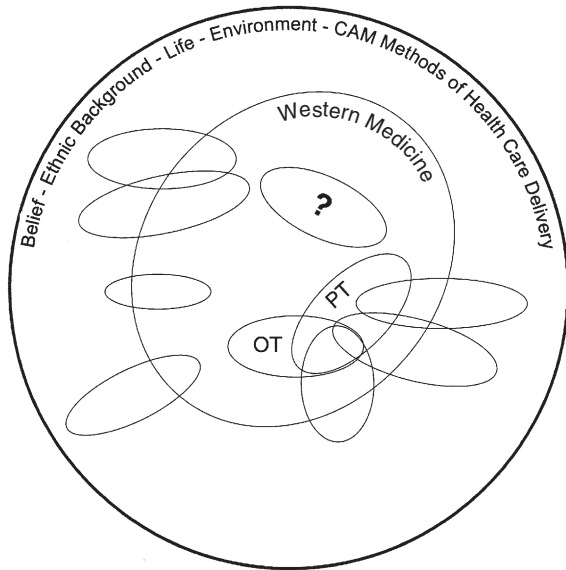 Belief - Ethnic Background - Life - Environment - CAM Methods of Health Care Delivery
Western Medicine
?
PT
OT